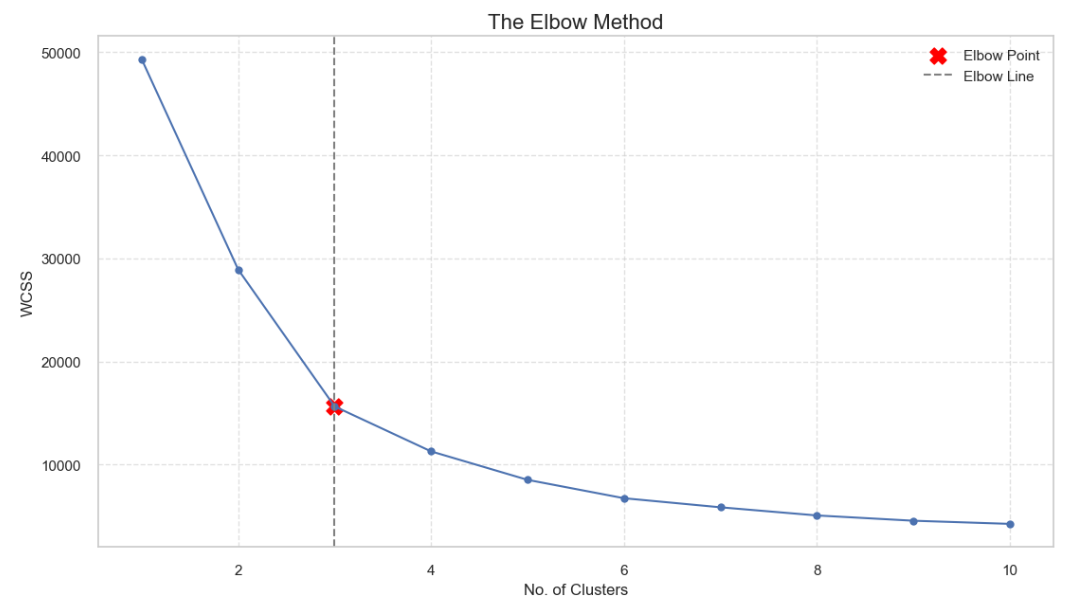 The Elbow Method
Elbow Point
Elbow Line
50000
40000
30000
20000
10000
WCSS
2 4 6 8 10
No. of Clusters